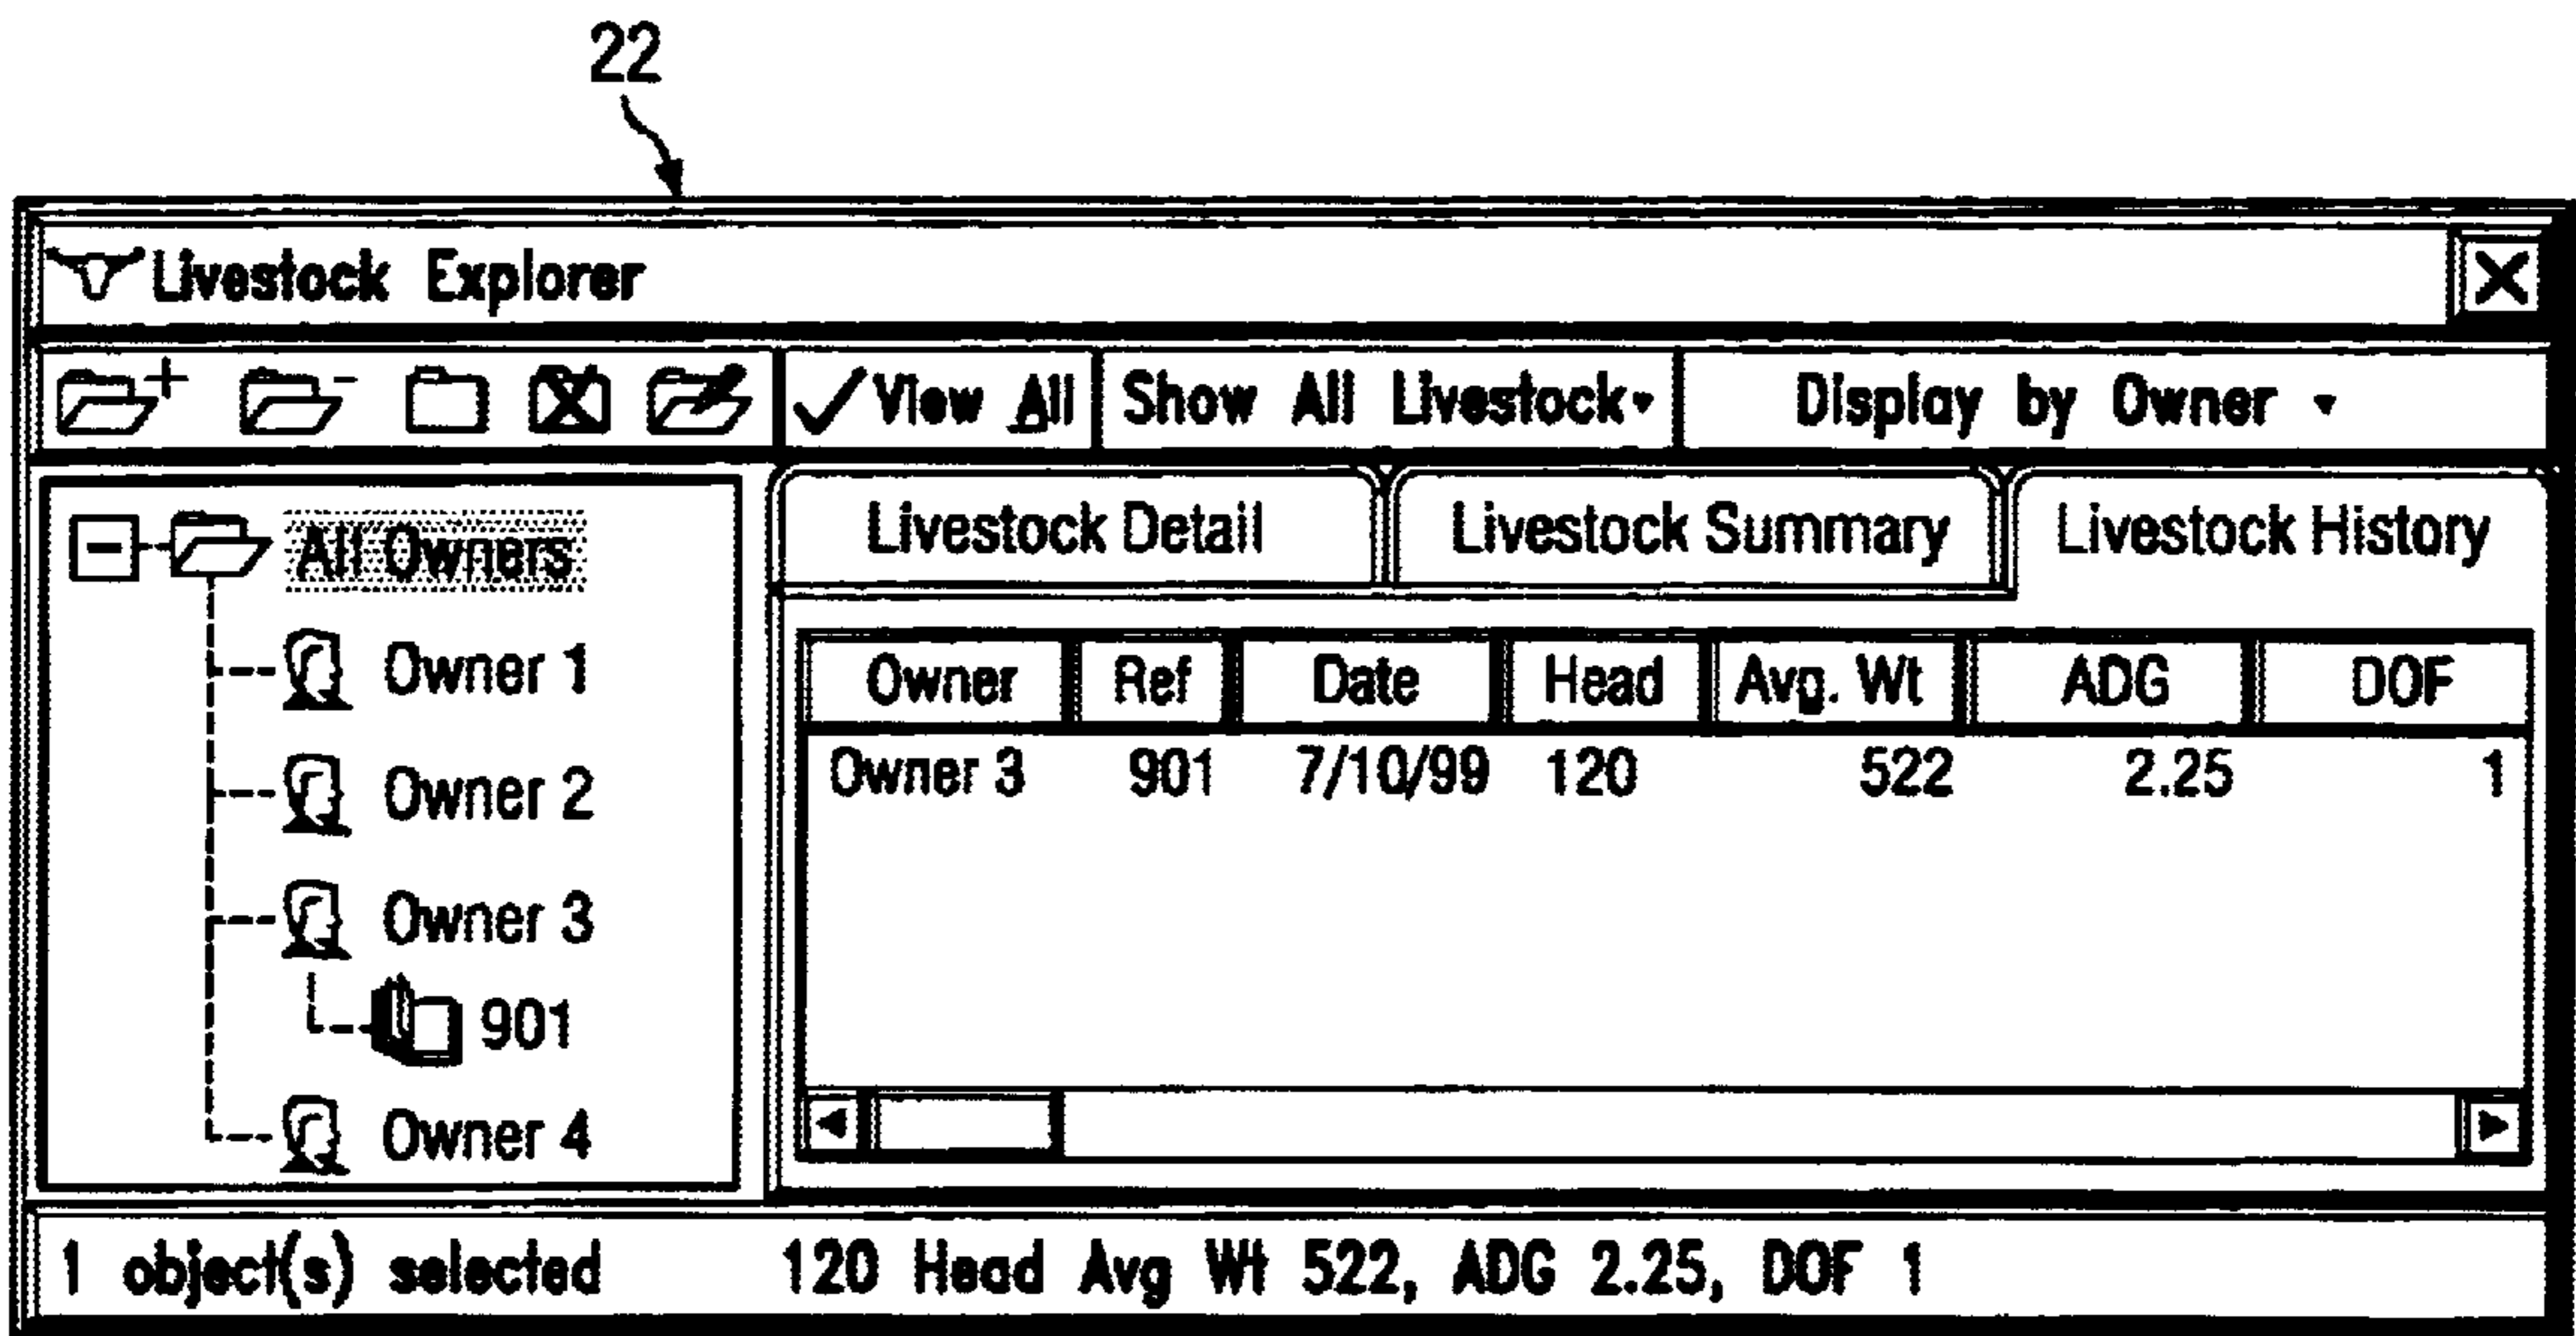 22
Livestock Explorer
View All Show All Livestock Display by Owner
All Owners
Owner 1
Owner 2
Owner 3
901
Owner 4
Livestock Detail Livestock Summary Livestock History
Owner Ref Date Head Avg. Wt ADG DOF
Owner 3 901 7/10/99 120 522 2.25 1
1 object(s) selected 120 Head Avg Wt 522, ADG 2.25, DOF 1